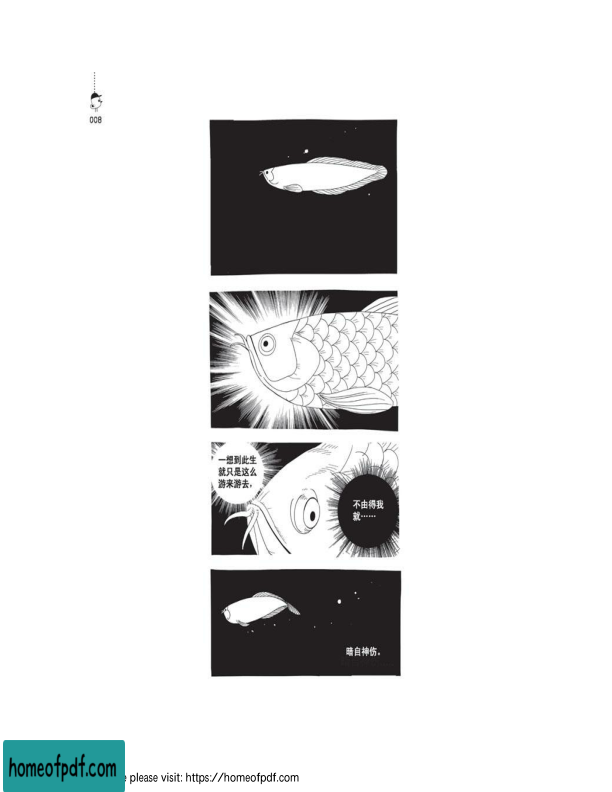 008
一想到此生
就只是这么
游来游去，
不由得我
就……
暗自神伤。
homeofpdf.com
please visit: https://homeofpdf.com